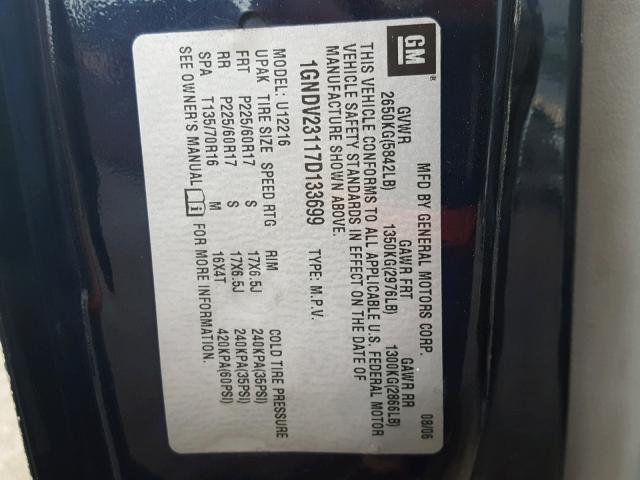 GM ®
MFD BY GENERAL MOTORS CORP. 08/06
GVWR GAWR FRT GAWR RR
2650KG(5842LB) 1350KG(2976LB) 1300KG(2866LB)
THIS VEHICLE CONFORMS TO ALL APPLICABLE U.S. FEDERAL MOTOR
VEHICLE SAFETY STANDARDS IN EFFECT ON THE DATE OF
MANUFACTURE SHOWN ABOVE.
1GNDV23117D133699 TYPE: M.P.V.
MODEL: U12216
UPAK TIRE SIZE SPEED RTG RIM COLD TIRE PRESSURE
FRT P225/60R17 S 17X6.5J 240KPA(35PSI)
RR P225/60R17 S 17X6.5J 240KPA(35PSI)
SPA T135/70R16 M 16X4T 420KPA(60PSI)
SEE OWNER'S MANUAL FOR MORE INFORMATION.